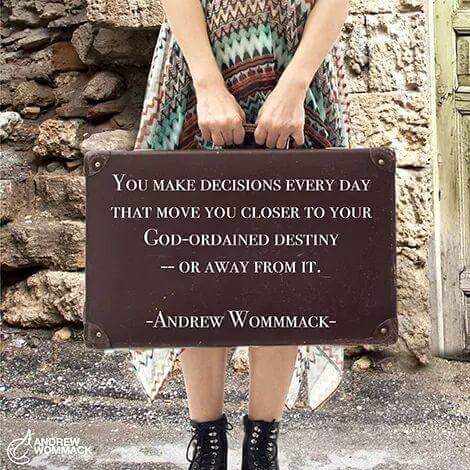 You make decisions every day
that move you closer to your
God-ordained destiny
-- or away from it.
-Andrew Wommmack-
ANDREW
WOMMACK